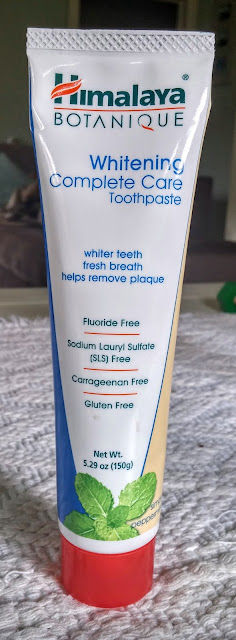 Himalaya®
BOTANIQUE
Whitening
Complete Care
Toothpaste
whiter teeth
fresh breath
helps remove plaque
Fluoride Free
Sodium Lauryl Sulfate
(SLS) Free
Carrageenan Free
Gluten Free
Net Wt.
5.29 oz (150g)